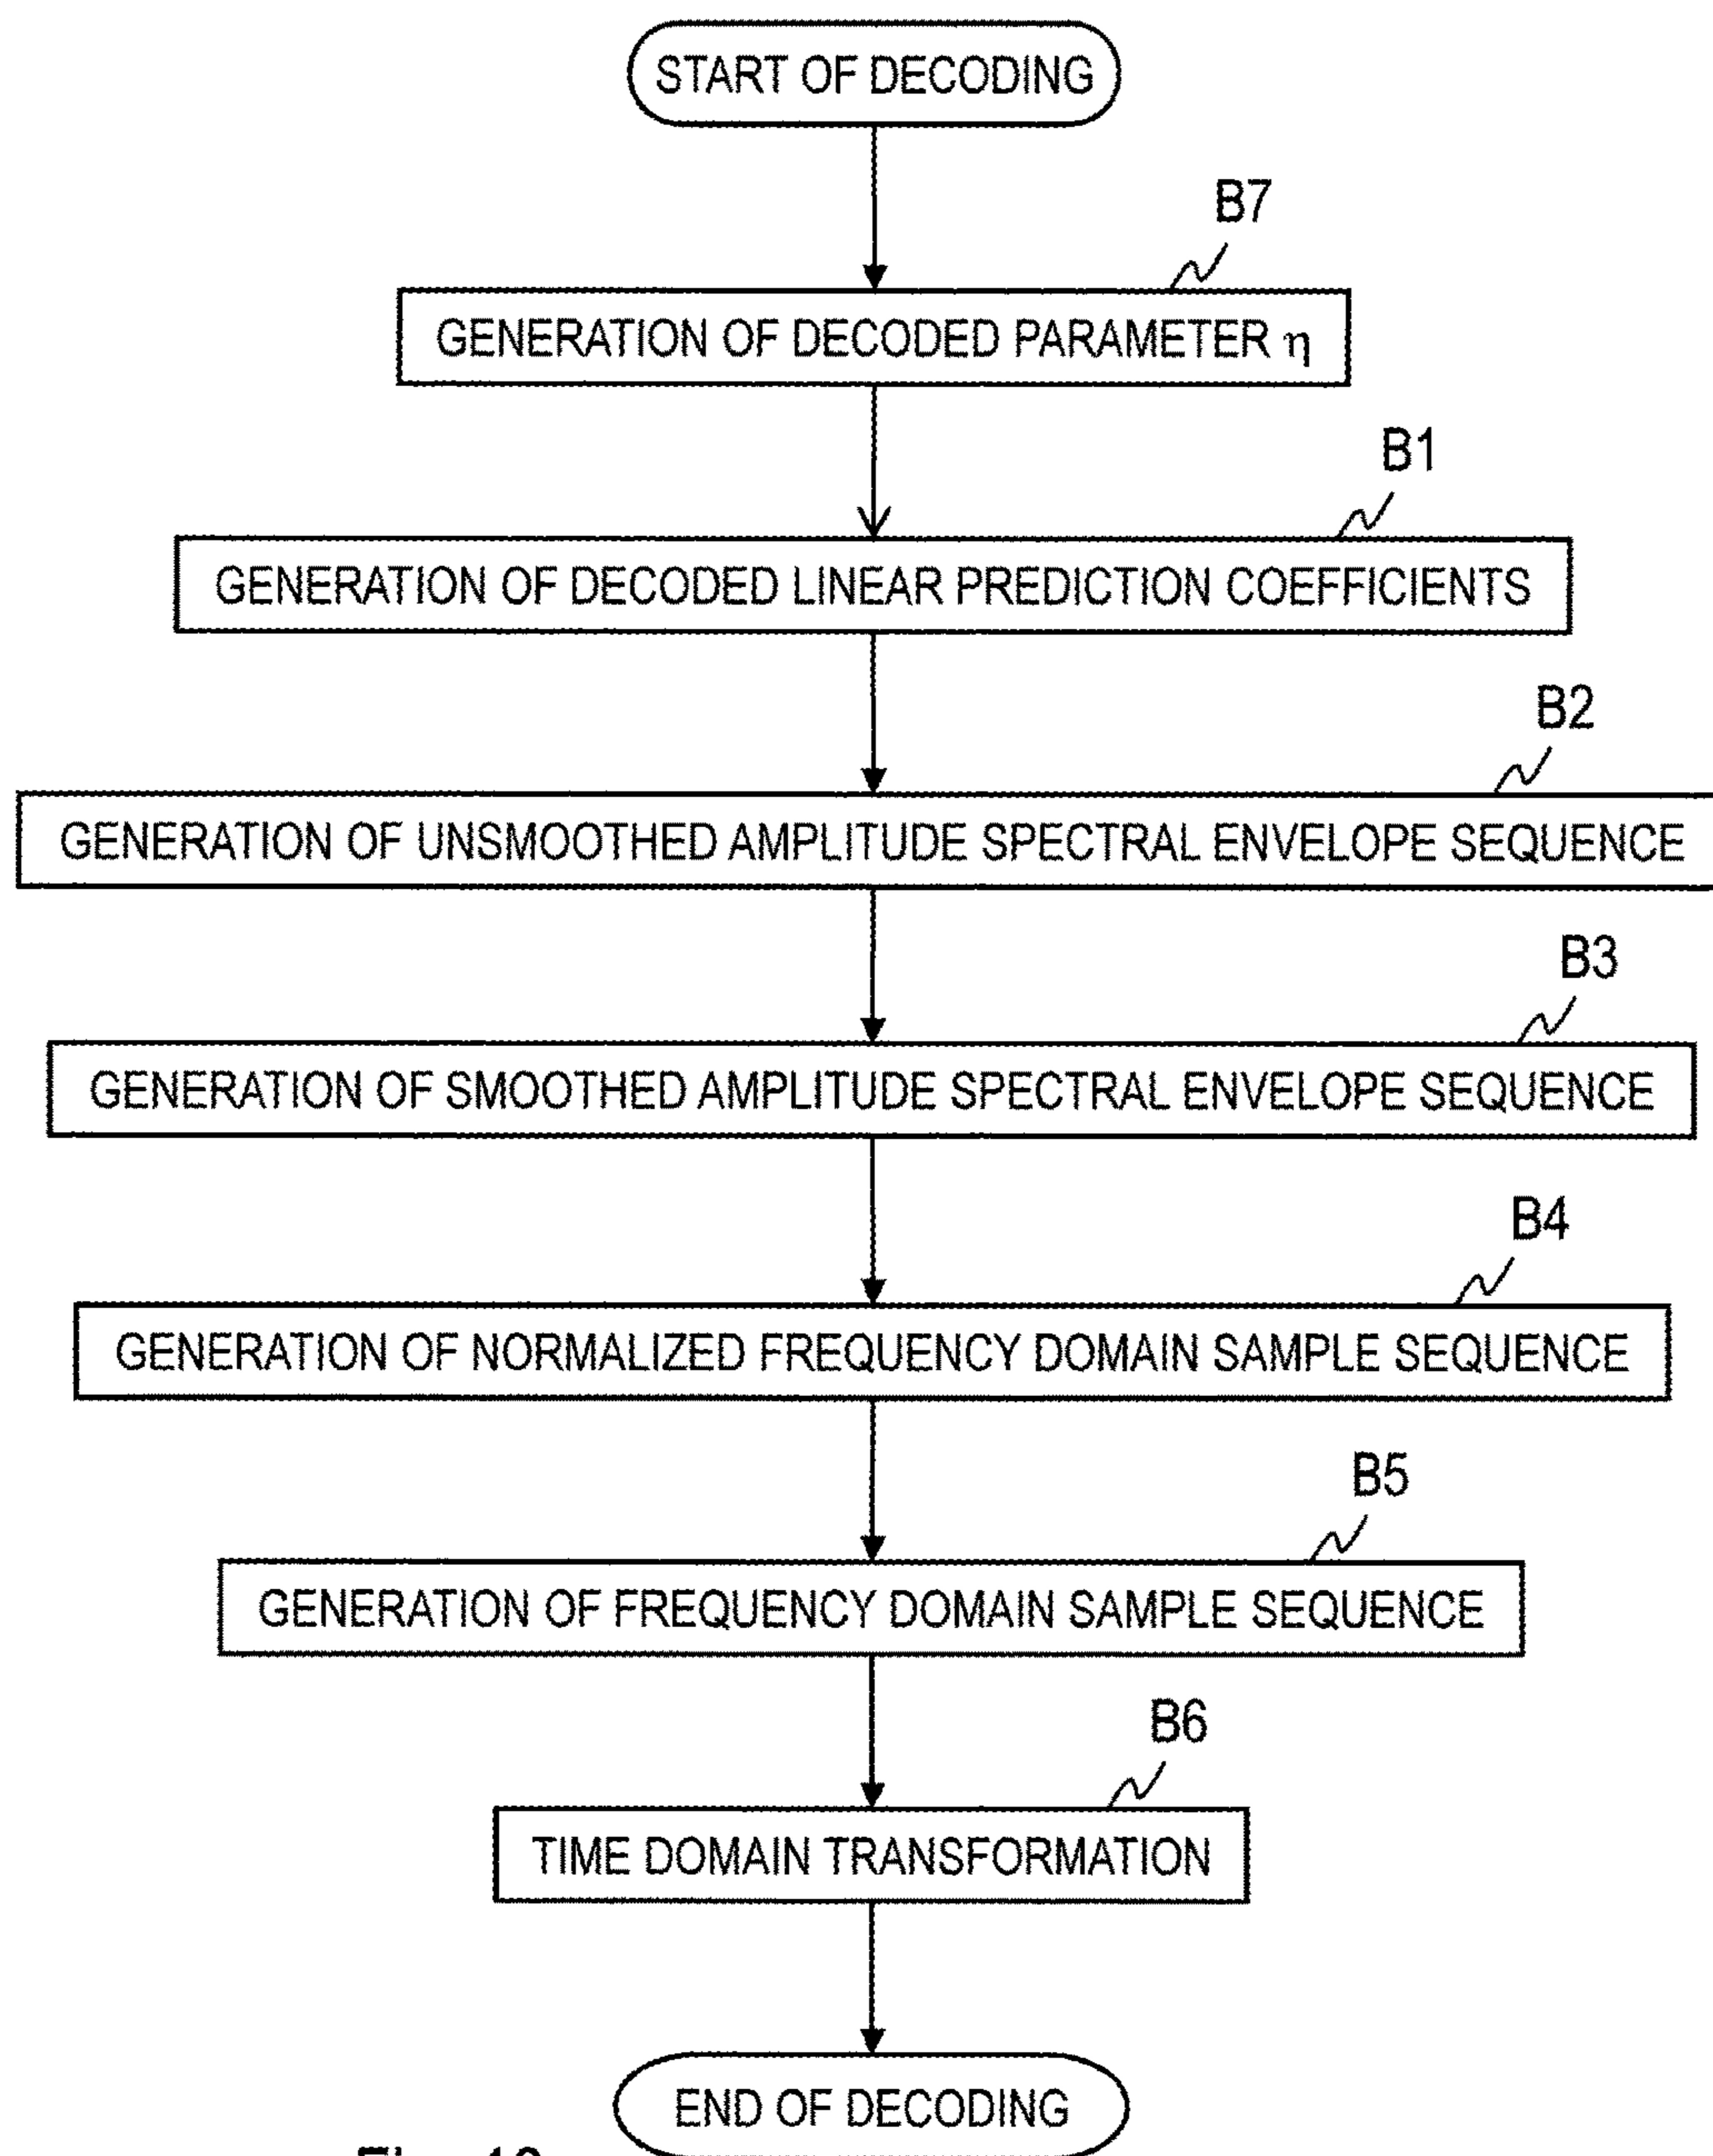 START OF DECODING
B7
GENERATION OF DECODED PARAMETER η
B1
GENERATION OF DECODED LINEAR PREDICTION COEFFICIENTS
B2
GENERATION OF UNSMOOTHED AMPLITUDE SPECTRAL ENVELOPE SEQUENCE
B3
GENERATION OF SMOOTHED AMPLITUDE SPECTRAL ENVELOPE SEQUENCE
B4
GENERATION OF NORMALIZED FREQUENCY DOMAIN SAMPLE SEQUENCE
B5
GENERATION OF FREQUENCY DOMAIN SAMPLE SEQUENCE
B6
TIME DOMAIN TRANSFORMATION
END OF DECODING